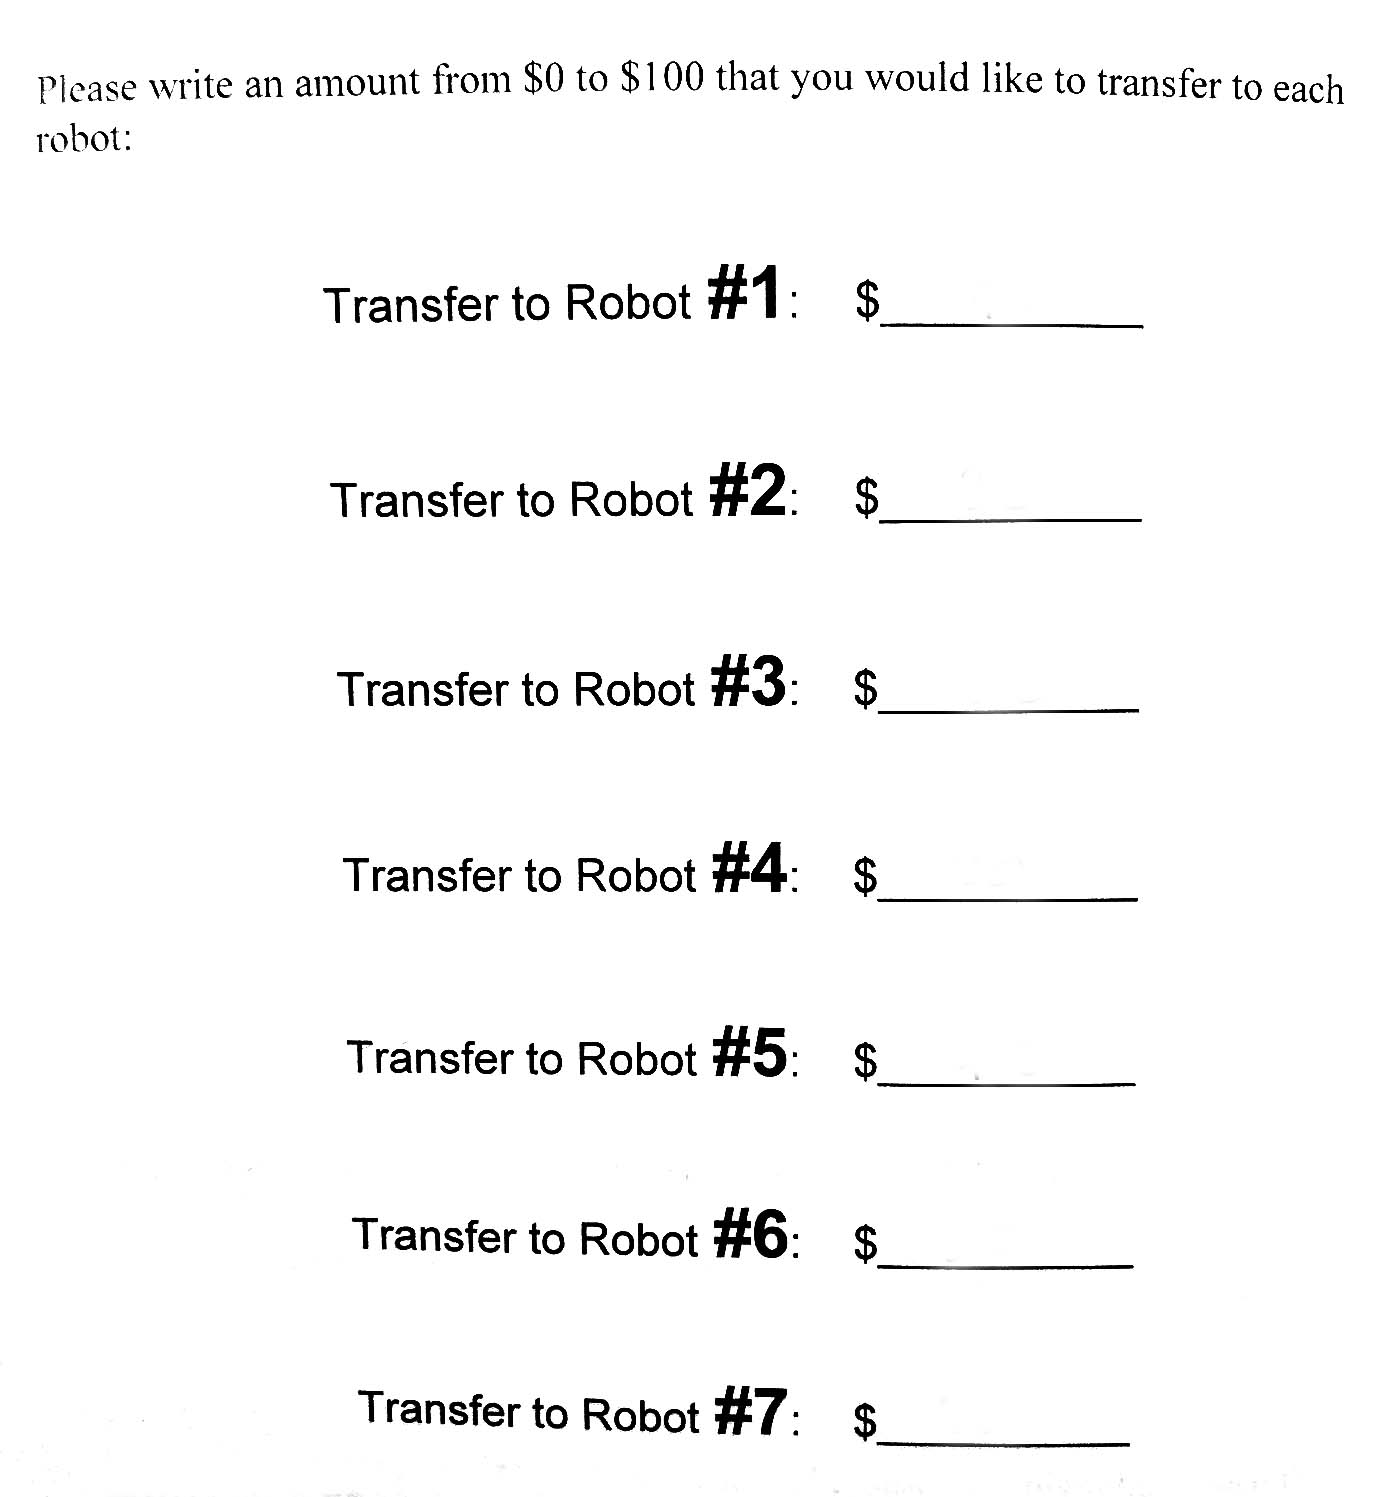 Please write an amount from $0 to $100 that you would like to transfer to each
robot:
Transfer to Robot #1: $__________
Transfer to Robot #2: $__________
Transfer to Robot #3: $__________
Transfer to Robot #4: $__________
Transfer to Robot #5: $__________
Transfer to Robot #6: $__________
Transfer to Robot #7: $__________